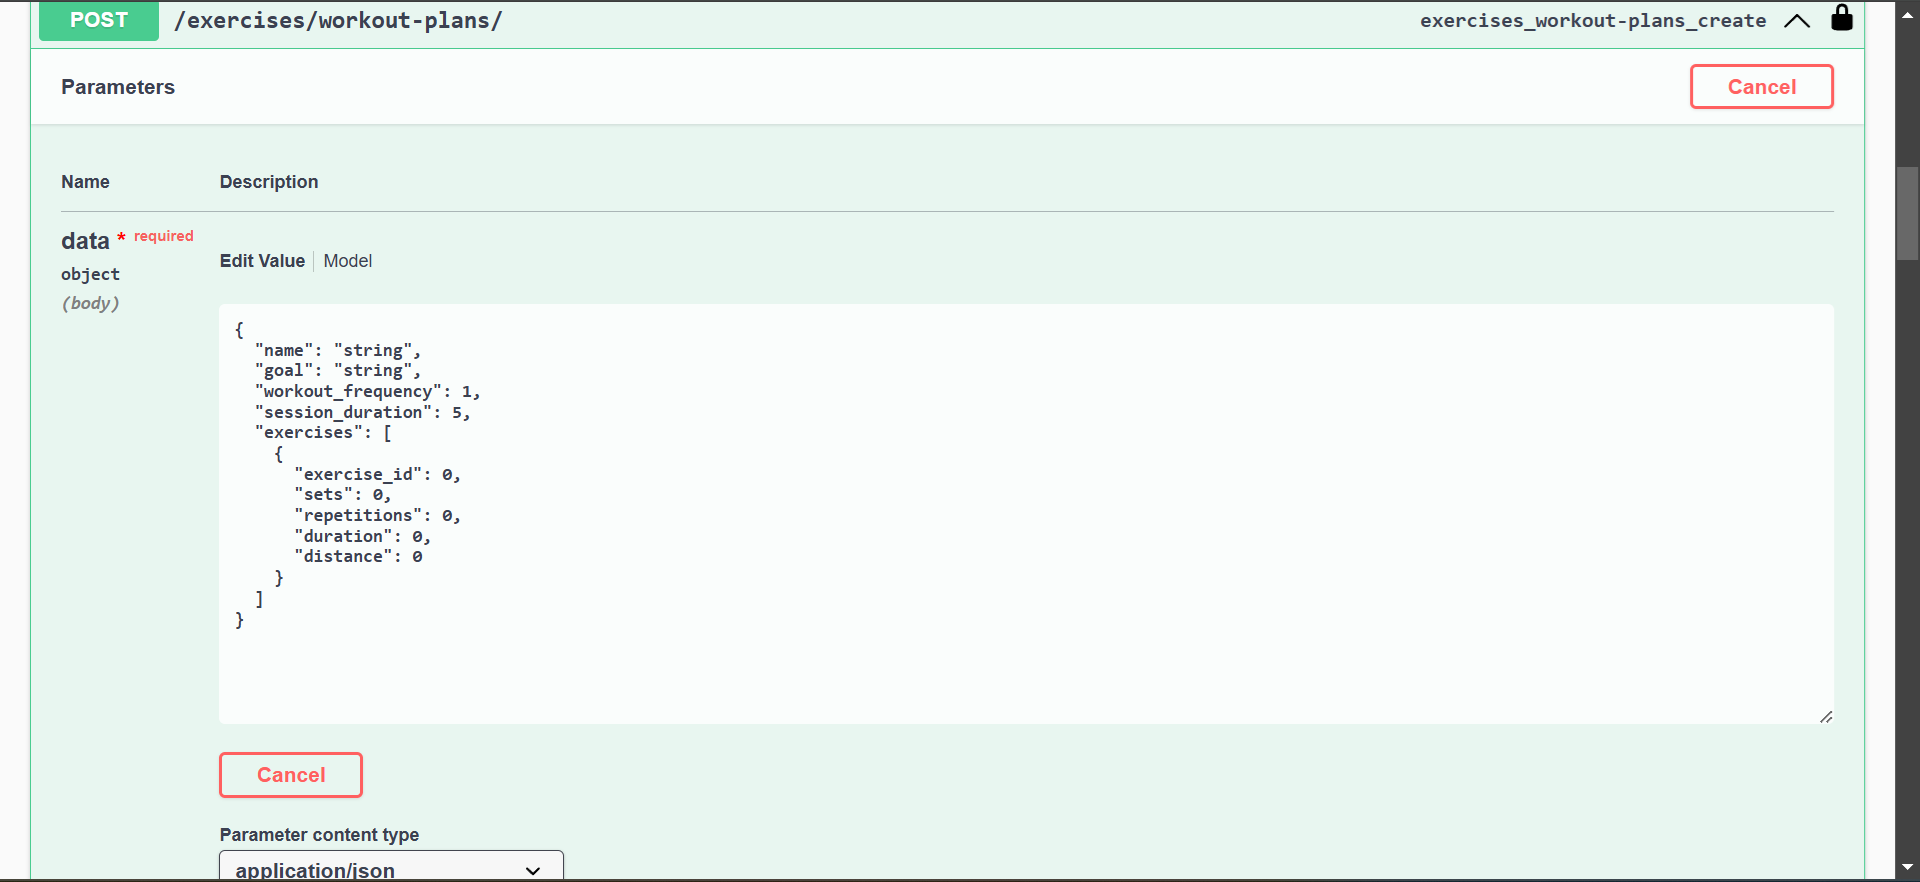 POST /exercises/workout-plans/ exercises_workout-plans_create
Parameters Cancel
Name Description
data * required
object
(body)
Edit Value Model
{
  "name": "string",
  "goal": "string",
  "workout_frequency": 1,
  "session_duration": 5,
  "exercises": [
    {
      "exercise_id": 0,
      "sets": 0,
      "repetitions": 0,
      "duration": 0,
      "distance": 0
    }
  ]
}
Cancel
Parameter content type
application/json